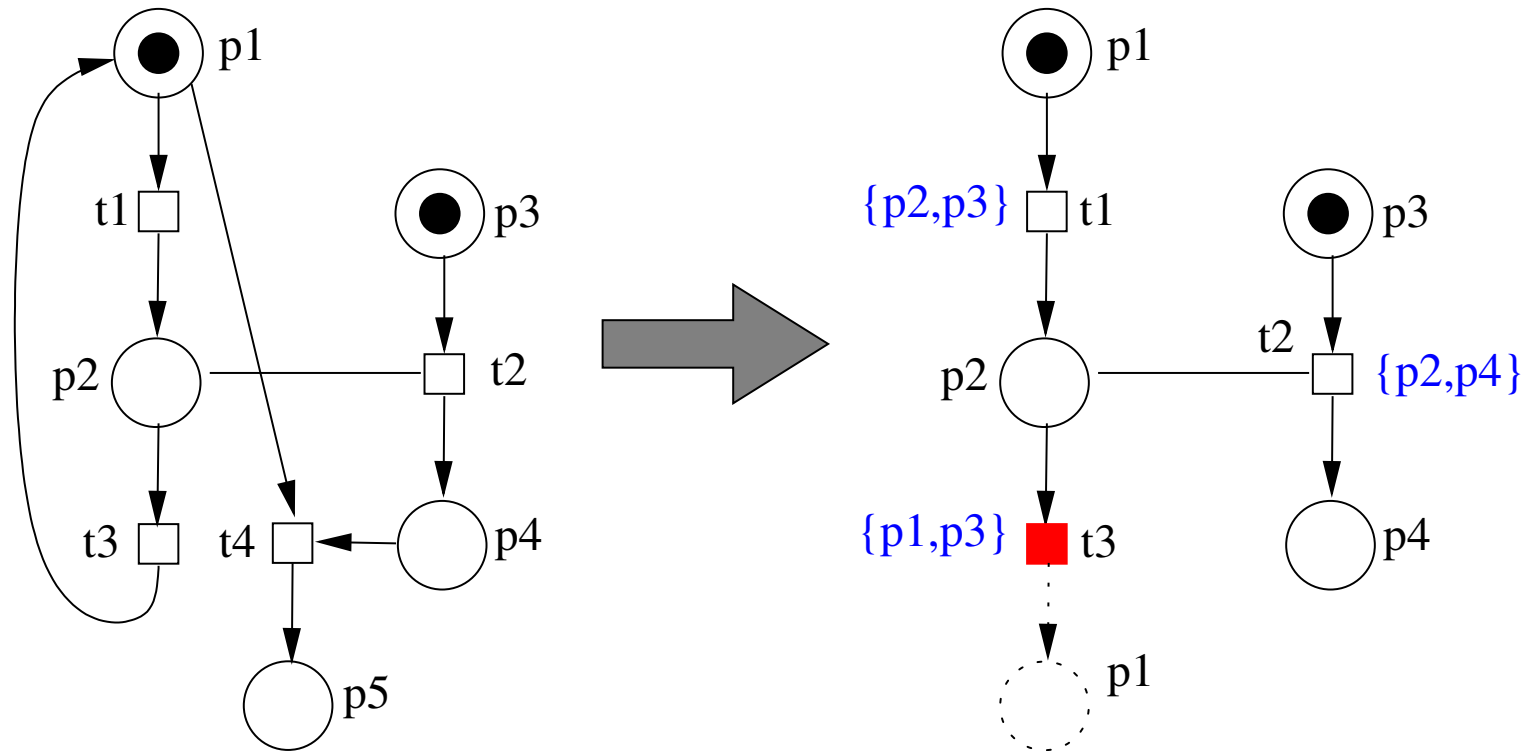 p1
t1
p3
p2
t2
t3
t4
p4
p5
p1
{p2,p3}
t1
p3
t2
p2
{p2,p4}
{p1,p3}
t3
p4
p1